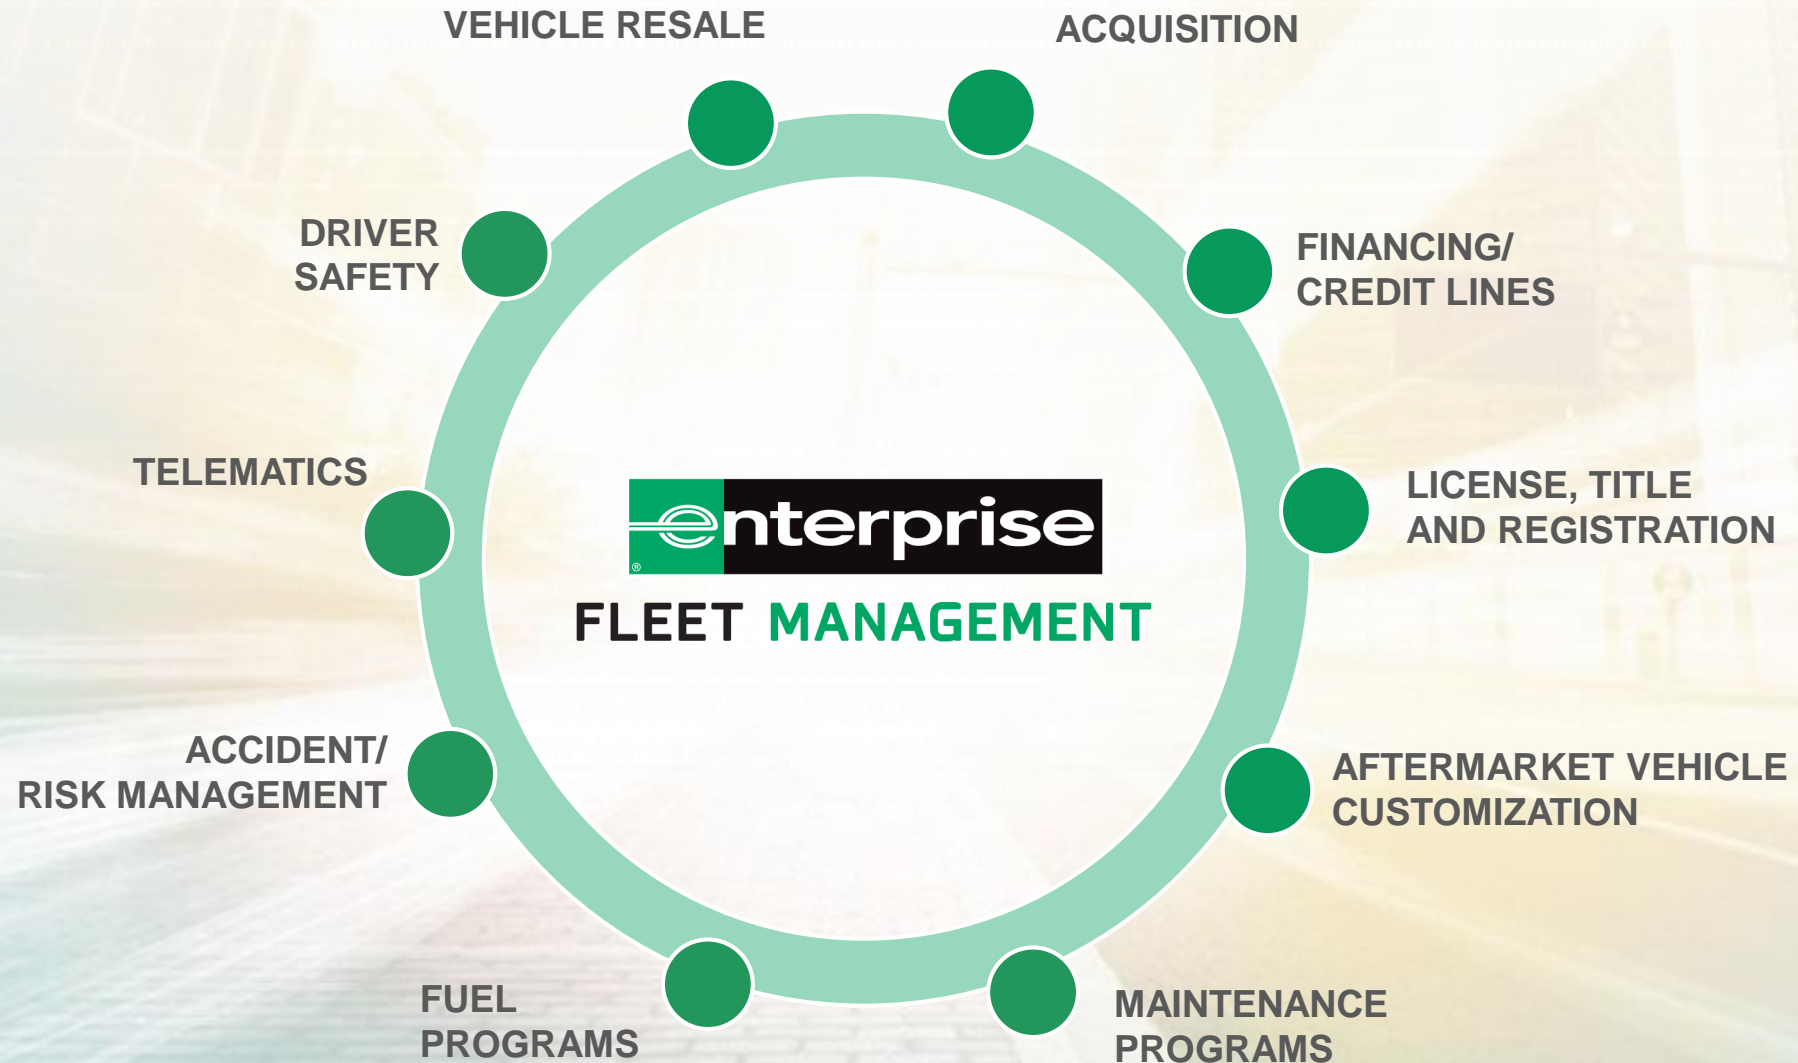 VEHICLE RESALE
ACQUISITION
DRIVER
SAFETY
FINANCING/
CREDIT LINES
TELEMATICS
LICENSE, TITLE
AND REGISTRATION
enterprise
®
FLEET MANAGEMENT
ACCIDENT/
RISK MANAGEMENT
AFTERMARKET VEHICLE
CUSTOMIZATION
FUEL
PROGRAMS
MAINTENANCE
PROGRAMS